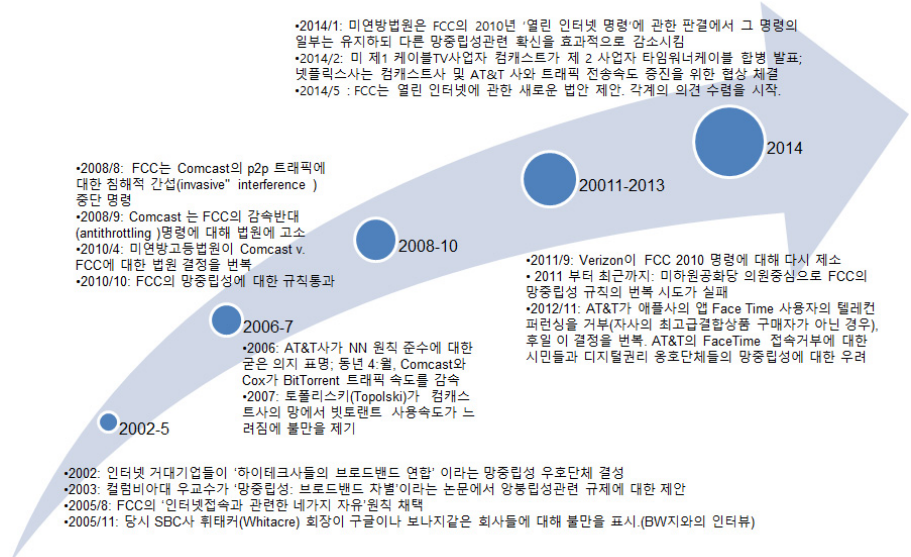 •2014/1: 미연방법원은 FCC의 2010년 '열린 인터넷 명령'에 관한 판결에서 그 명령의
일부는 유지하되 다른 망중립성관련 확신을 효과적으로 감소시킴
•2014/2: 미 제1 케이블TV사업자 컴캐스트가 제 2 사업자 타임워너케이블 합병 발표;
넷플릭스사는 컴캐스트사 및 AT&T 사와 트래픽 전송속도 증진을 위한 협상 체결
•2014/5 : FCC는 열린 인터넷에 관한 새로운 법안 제안. 각계의 의견 수렴을 시작.
2014
20011-2013
•2008/8: FCC는 Comcast의 p2p 트래픽에
대한 침해적 간섭(invasive" interference )
중단 명령
•2008/9: Comcast 는 FCC의 감속반대
(antithrottling )명령에 대해 법원에 고소
•2010/4: 미연방고등법원이 Comcast v.
FCC에 대한 법원 결정을 번복
•2010/10: FCC의 망중립성에 대한 규칙통과
2008-10
•2011/9: Verizon이 FCC 2010 명령에 대해 다시 제소
• 2011 부터 최근까지: 미하원공화당 의원중심으로 FCC의
망중립성 규칙의 번복 시도가 실패
•2012/11: AT&T가 애플사의 앱 Face Time 사용자의 텔레컨
퍼런싱을 거부(자사의 최고급결합상품 구매자가 아닌 경우),
후일 이 결정을 번복. AT&T의 FaceTime 접속거부에 대한
시민들과 디지털권리 옹호단체들의 망중립성에 대한 우려
2006-7
•2006: AT&T사가 NN 원칙 준수에 대한
굳은 의지 표명; 동년 4:월, Comcast와
Cox가 BitTorrent 트래픽 속도를 감속
•2007: 토폴리스키(Topolski)가 컴캐스
트사의 망에서 빗토랜트 사용속도가 느
려짐에 불만을 제기
2002-5
•2002: 인터넷 거대기업들이 '하이테크사들의 브로드밴드 연합' 이라는 망중립성 우호단체 결성
•2003: 컬럼비아대 우교수가 '망중립성: 브로드밴드 차별'이라는 논문에서 양봉립성관련 규제에 대한 제안
•2005/8: FCC의 '인터넷접속과 관련한 네가지 자유'원칙 채택
•2005/11: 당시 SBC사 휘태커(Whitacre) 회장이 구글이나 보나지같은 회사들에 대해 불만을 표시.(BW지와의 인터뷰)